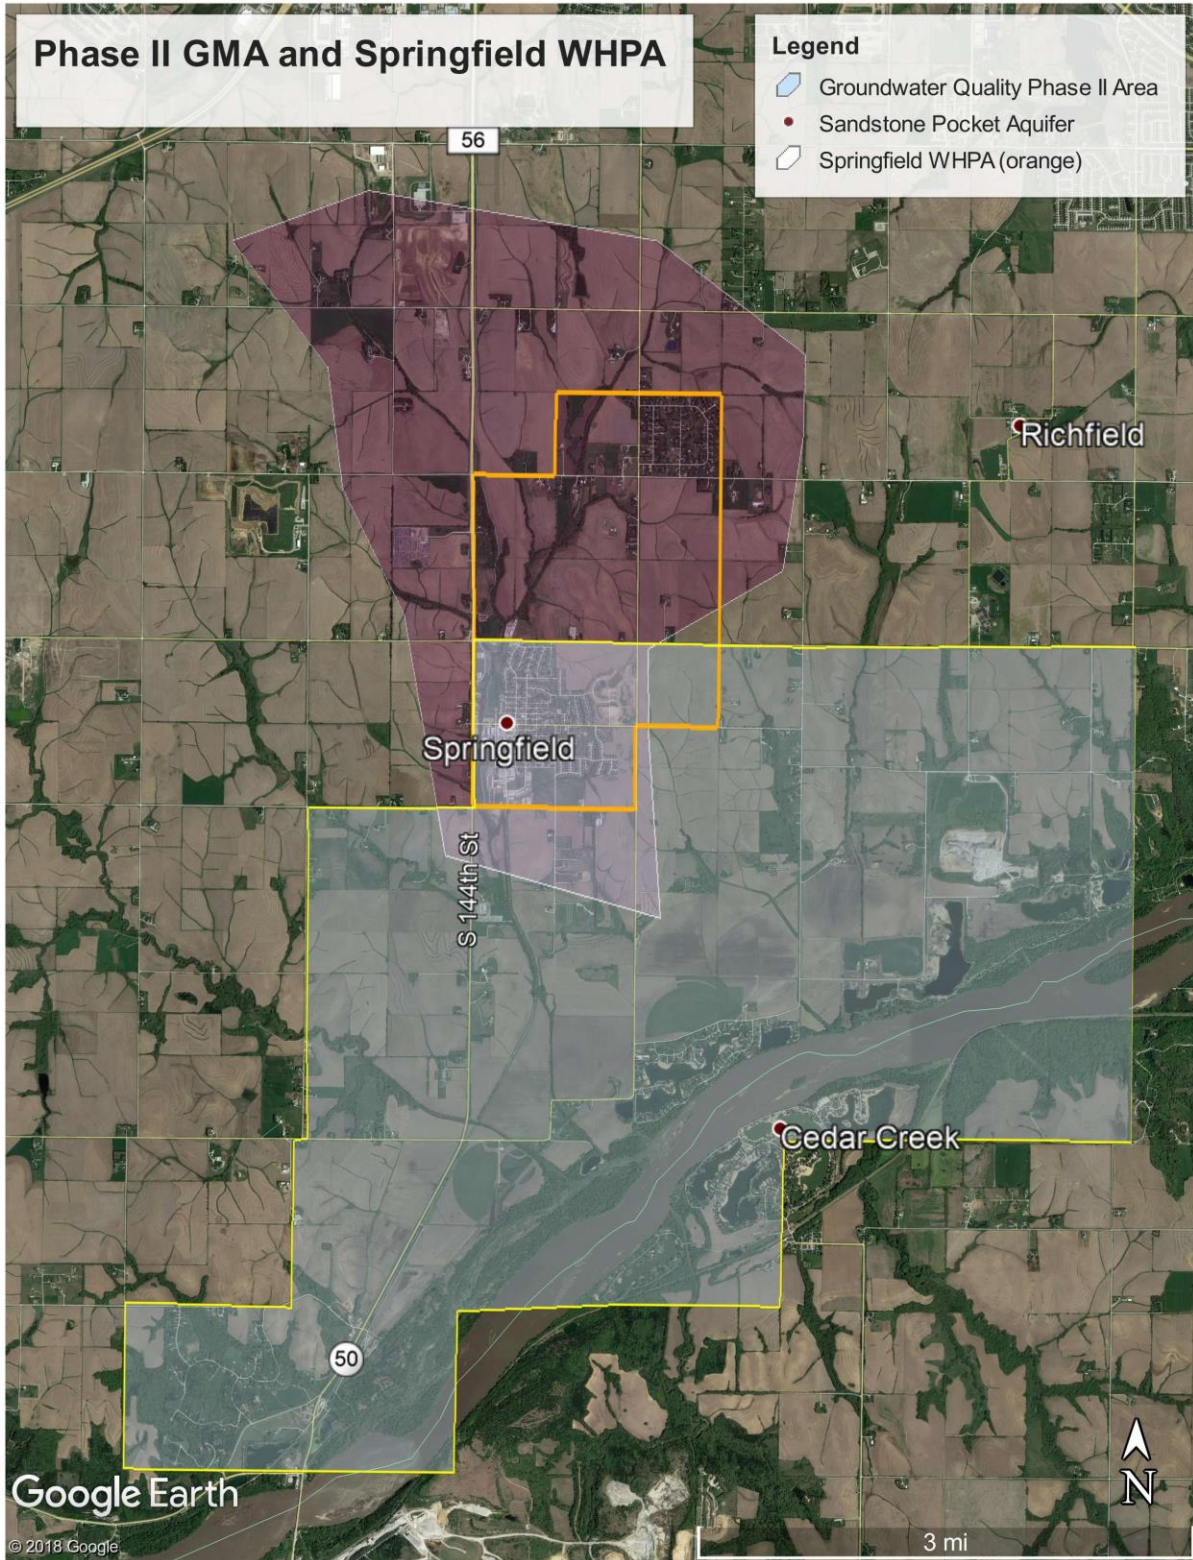 Phase II GMA and Springfield WHPA
Legend
Groundwater Quality Phase II Area
Sandstone Pocket Aquifer
Springfield WHPA (orange)
56
Richfield
Springfield
S 144th St
Cedar Creek
50
Google Earth
N
© 2018 Google
3 mi